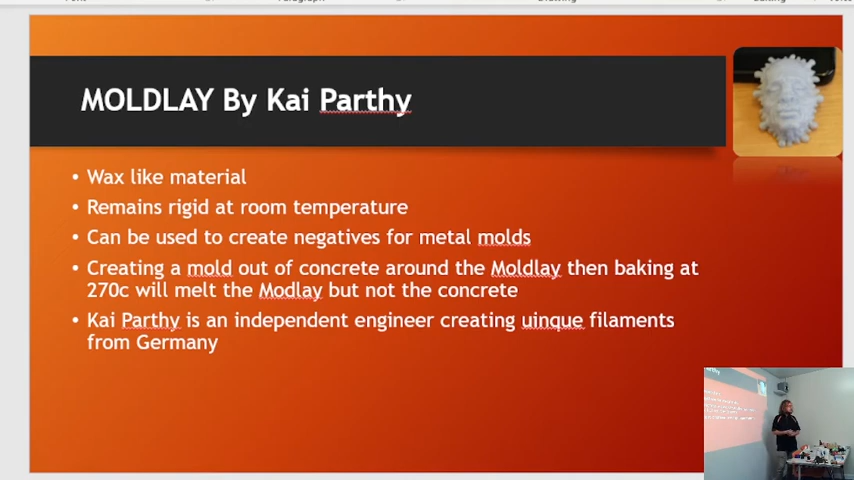 MOLDLAY By Kai Parthy
• Wax like material
• Remains rigid at room temperature
• Can be used to create negatives for metal molds
• Creating a mold out of concrete around the Moldlay then baking at
270c will melt the Modlay but not the concrete
• Kai Parthy is an independent engineer creating uinque filaments
from Germany